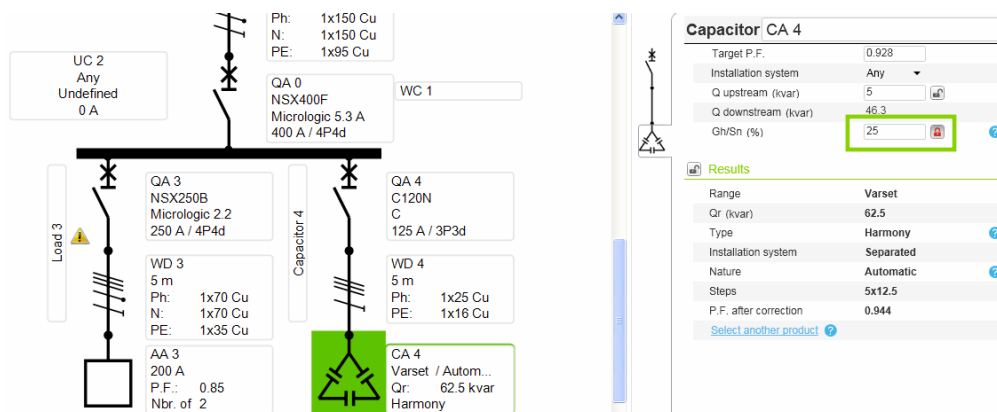 Ph: 1x150 Cu
N: 1x150 Cu
PE: 1x95 Cu
UC 2
Any
Undefined
0 A
QA 0
NSX400F
Micrologic 5.3 A
400 A / 4P4d
WC 1
Load 3
QA 3
NSX250B
Micrologic 2.2
250 A / 4P4d
WD 3
5 m
Ph: 1x70 Cu
N: 1x70 Cu
PE: 1x35 Cu
AA 3
200 A
P.F.: 0.85
Nbr. of 2
Capacitor 4
QA 4
C120N
C
125 A / 3P3d
WD 4
5 m
Ph: 1x25 Cu
PE: 1x16 Cu
CA 4
Varset / Autom...
Qr: 62.5 kvar
Harmony
Capacitor CA 4
Target P.F. 0.928
Installation system Any
Q upstream (kvar) 5
Q downstream (kvar) 46.3
Gh/Sn (%) 25 ?
Results
Range Varset
Qr (kvar) 62.5
Type Harmony ?
Installation system Separated
Nature Automatic ?
Steps 5x12.5
P.F. after correction 0.944
Select another product ?